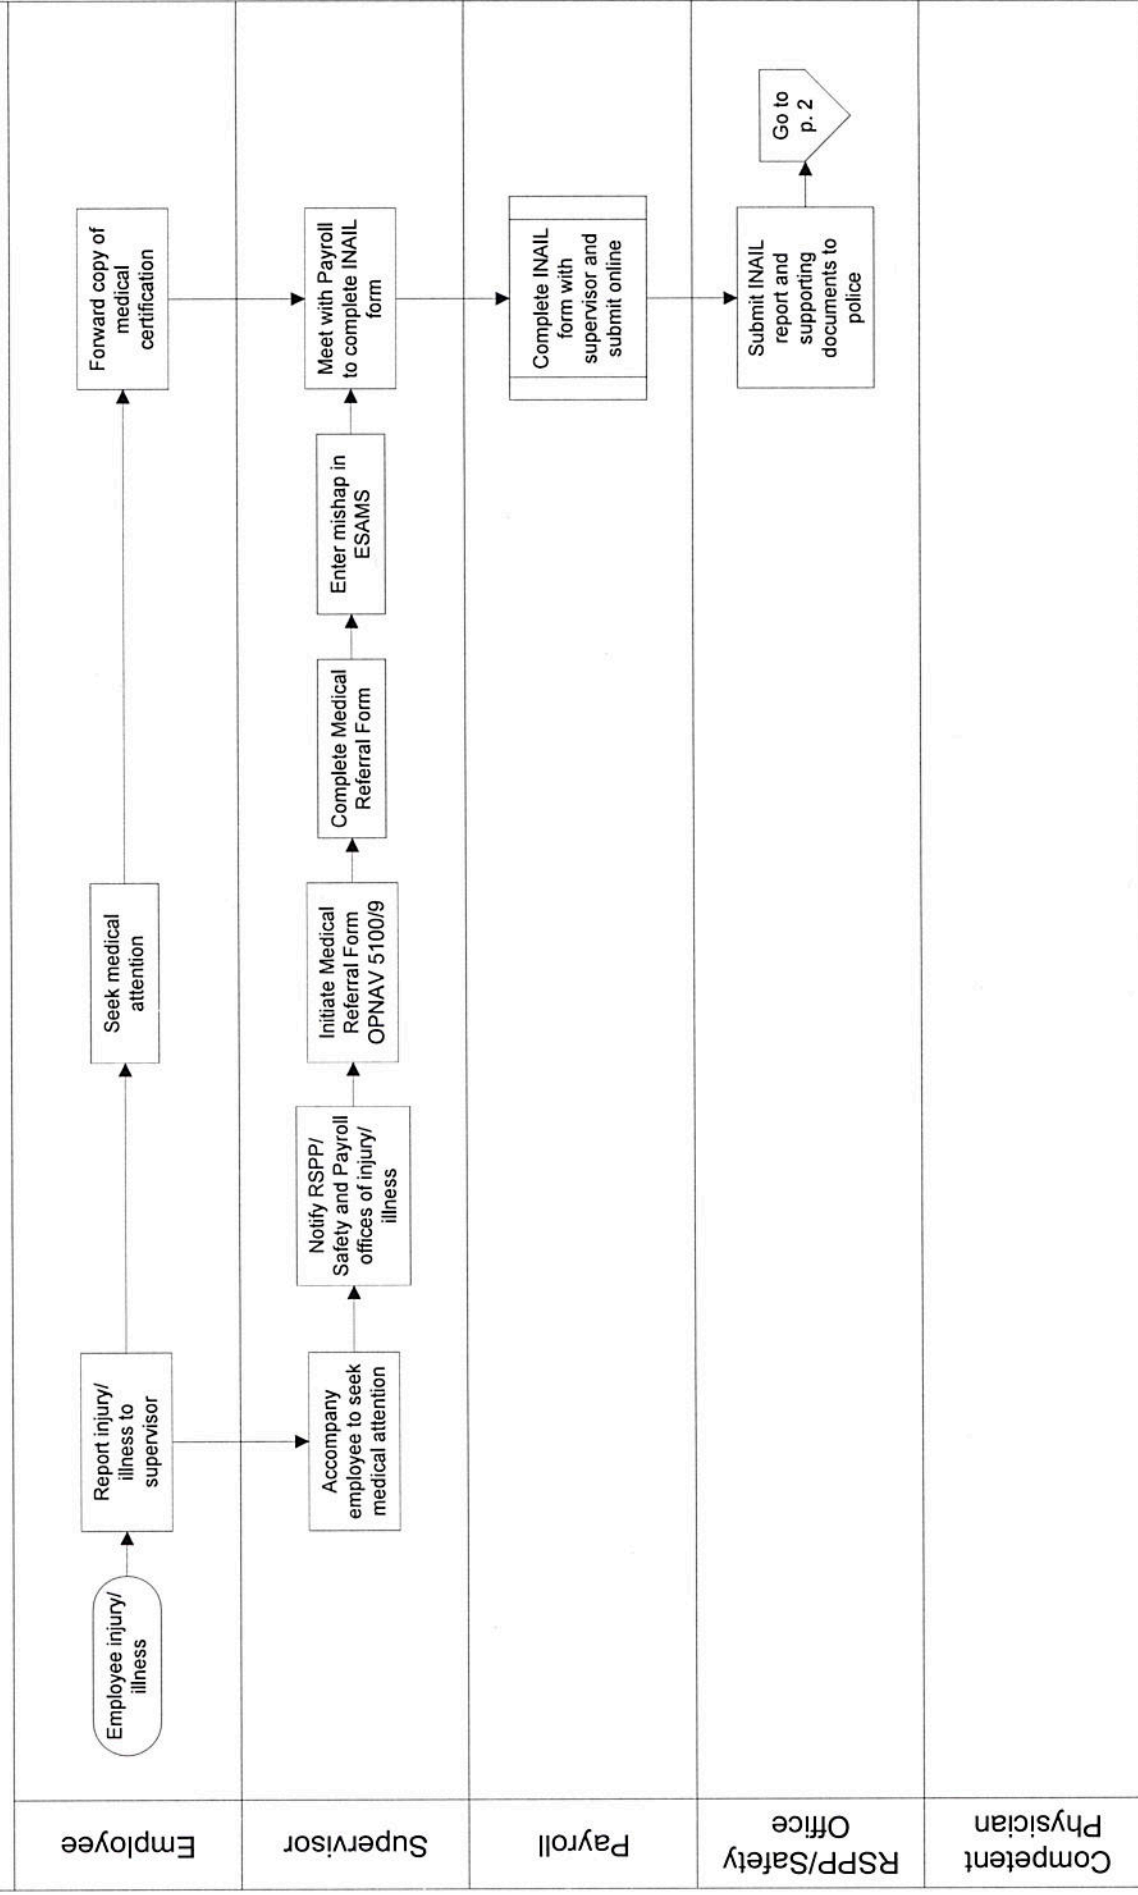 Employee
Employee injury/
illness
Report injury/
illness to
supervisor
Seek medical
attention
Forward copy of
medical
certification
Supervisor
Accompany
employee to seek
medical attention
Notify RSPP/
Safety and Payroll
offices of injury/
illness
Initiate Medical
Referral Form
OPNAV 5100/9
Complete Medical
Referral Form
Enter mishap in
ESAMS
Meet with Payroll
to complete INAIL
form
Payroll
Complete INAIL
form with
supervisor and
submit online
RSPP/Safety
Office
Submit INAIL
report and
supporting
documents to
police
Go to
p. 2
Competent
Physician